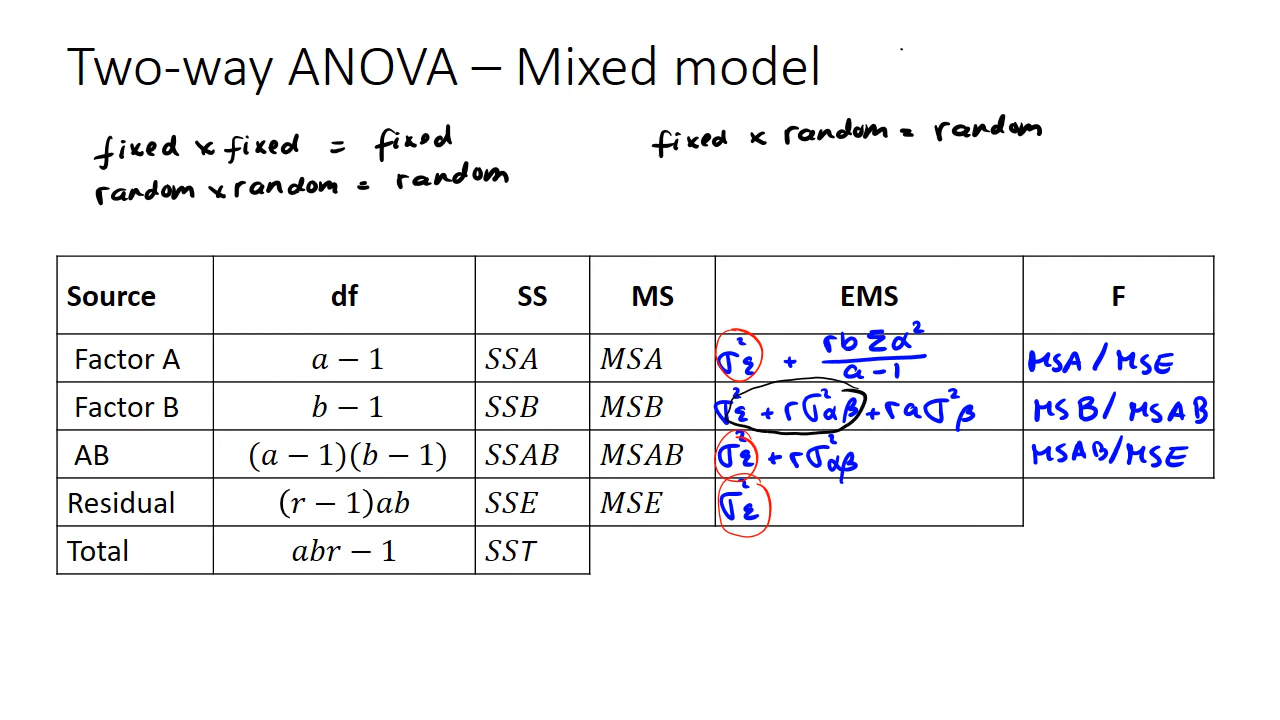 Two-way ANOVA – Mixed model
fixed x fixed = fixed
random x random = random
fixed x random = random
Source df SS MS EMS F
Factor A a − 1 SSA MSA σ²ε + rbΣα² / a − 1 MSA / MSE
Factor B b − 1 SSB MSB σ²ε + rσ²αβ + raσ²β MSB / MSAB
AB (a − 1)(b − 1) SSAB MSAB σ²ε + rσ²αβ MSAB/MSE
Residual (r − 1)ab SSE MSE σ²ε
Total abr − 1 SST